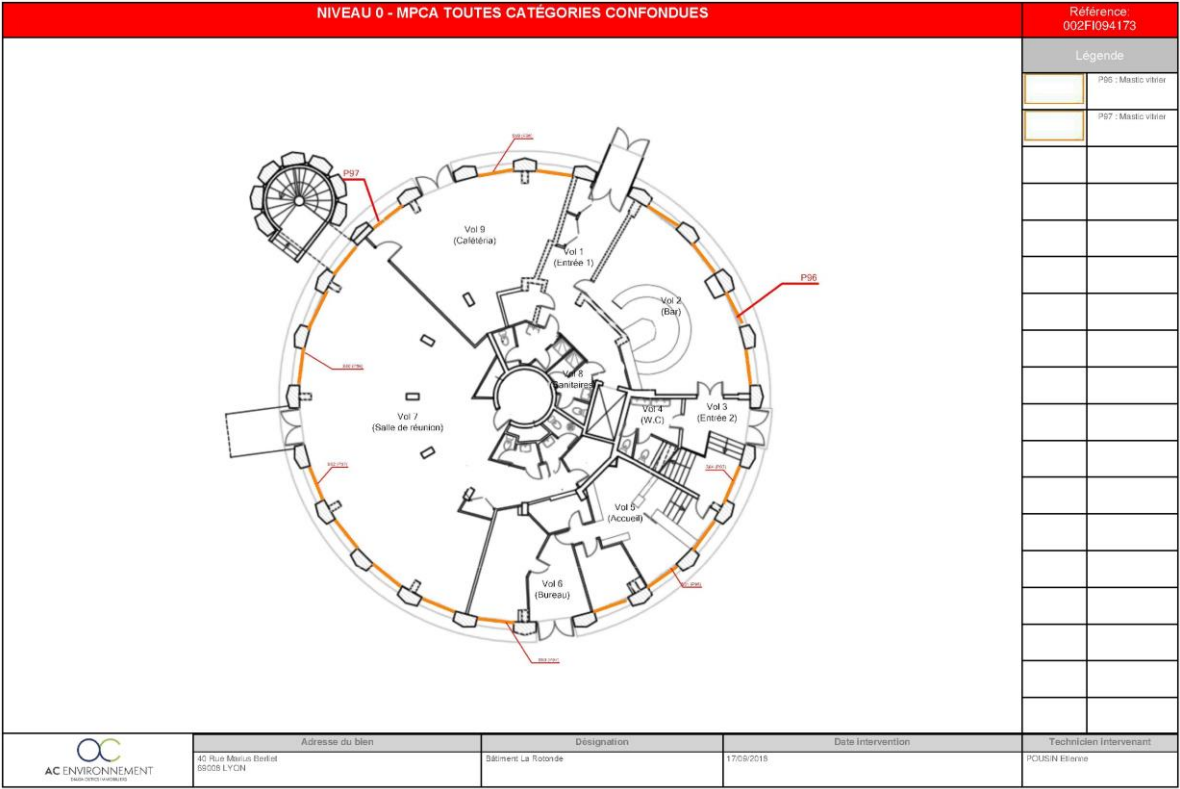 NIVEAU 0 - MPCA TOUTES CATÉGORIES CONFONDUES
Référence:
002FI094173
Légende
P96 : Mastic vitrier
P97 : Mastic vitrier
P97
P96
Vol 9
(Cafétéria)
Vol 1
(Entrée 1)
Vol 2
(Bar)
Vol 8
(Sanitaires)
Vol 7
(Salle de réunion)
Vol 4
(W.C)
Vol 3
(Entrée 2)
Vol 5
(Accueil)
Vol 6
(Bureau)
AC ENVIRONNEMENT
Adresse du bien
40 Rue Marius Berliet
69008 LYON
Désignation
Bâtiment La Rotonde
Date intervention
Technicien intervenant
POUSIN Etienne